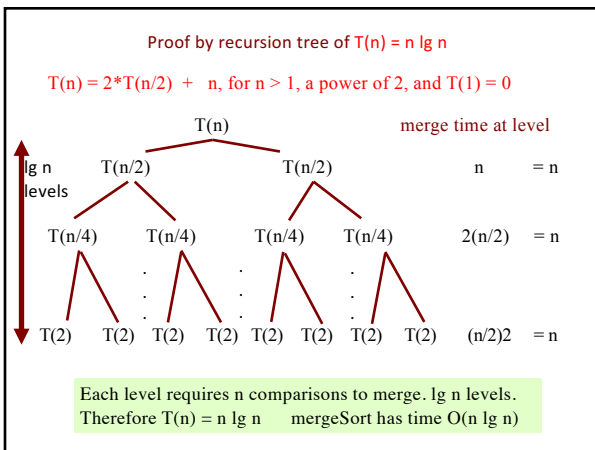 Proof by recursion tree of T(n) = n lg n
T(n) = 2*T(n/2) + n, for n > 1, a power of 2, and T(1) = 0
T(n) merge time at level
lg n T(n/2) T(n/2) n = n
levels
T(n/4) T(n/4) T(n/4) T(n/4) 2(n/2) = n
. . .
. . .
. . .
. . .
T(2) T(2) T(2) T(2) T(2) T(2) T(2) T(2) (n/2)2 = n
Each level requires n comparisons to merge. lg n levels.
Therefore T(n) = n lg n mergeSort has time O(n lg n)